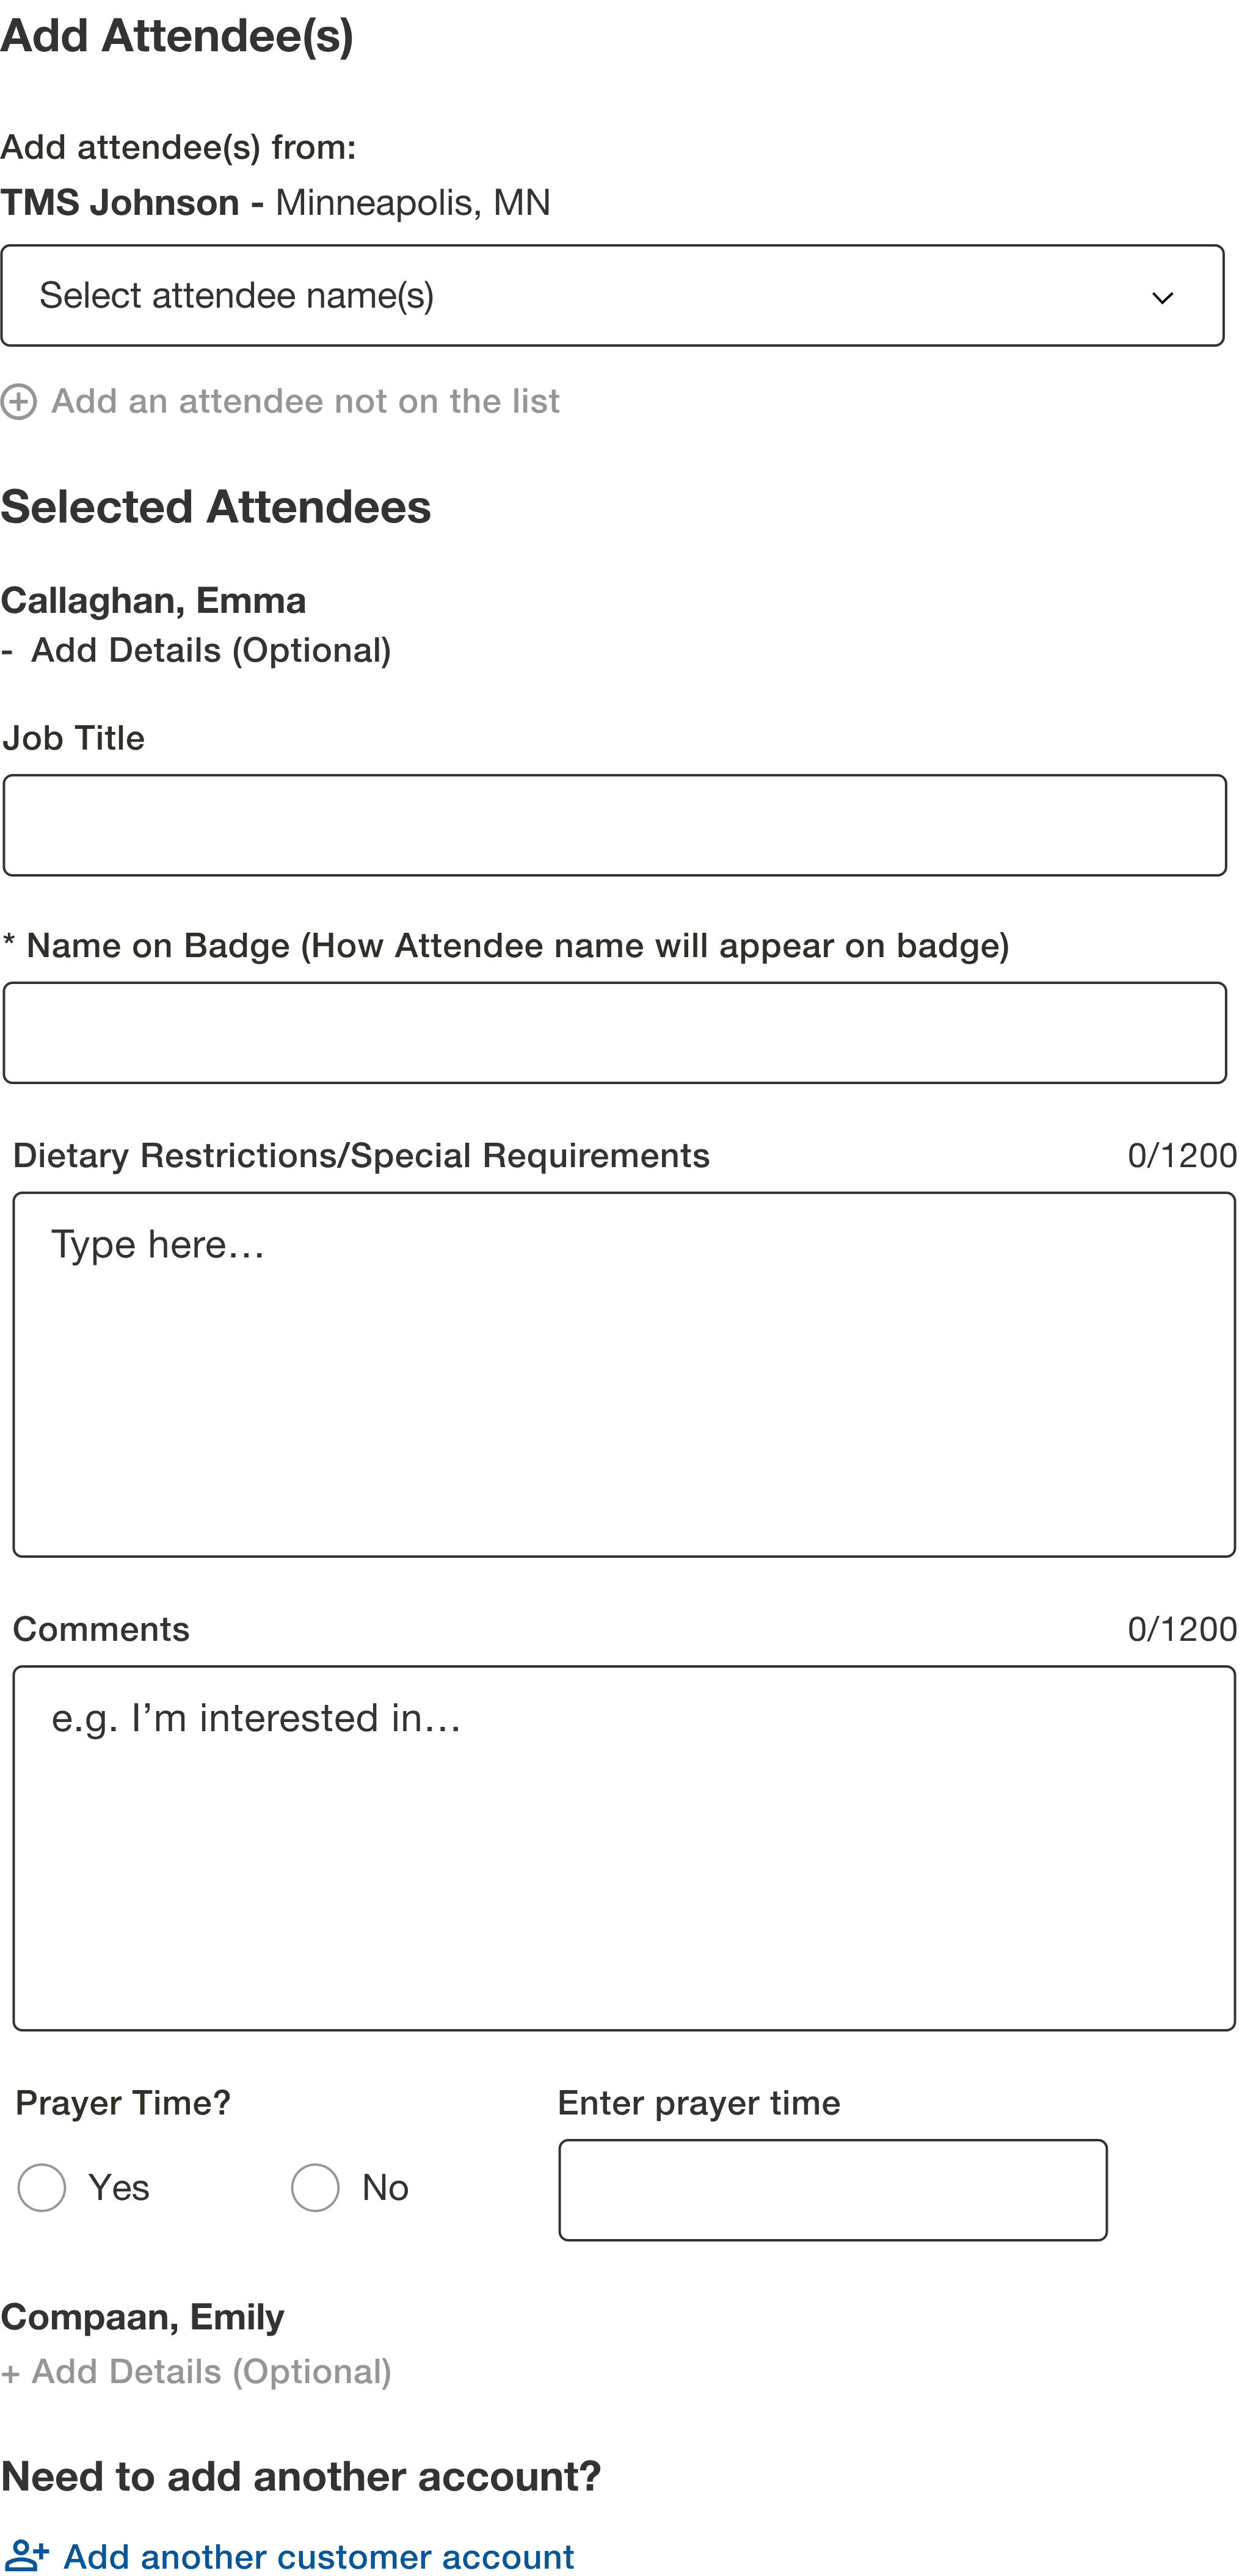 Add Attendee(s)
Add attendee(s) from:
TMS Johnson - Minneapolis, MN
Select attendee name(s)
Add an attendee not on the list
Selected Attendees
Callaghan, Emma
- Add Details (Optional)
Job Title
* Name on Badge (How Attendee name will appear on badge)
Dietary Restrictions/Special Requirements 0/1200
Type here…
Comments 0/1200
e.g. I’m interested in…
Prayer Time? Enter prayer time
Yes No
Compaan, Emily
+ Add Details (Optional)
Need to add another account?
Add another customer account